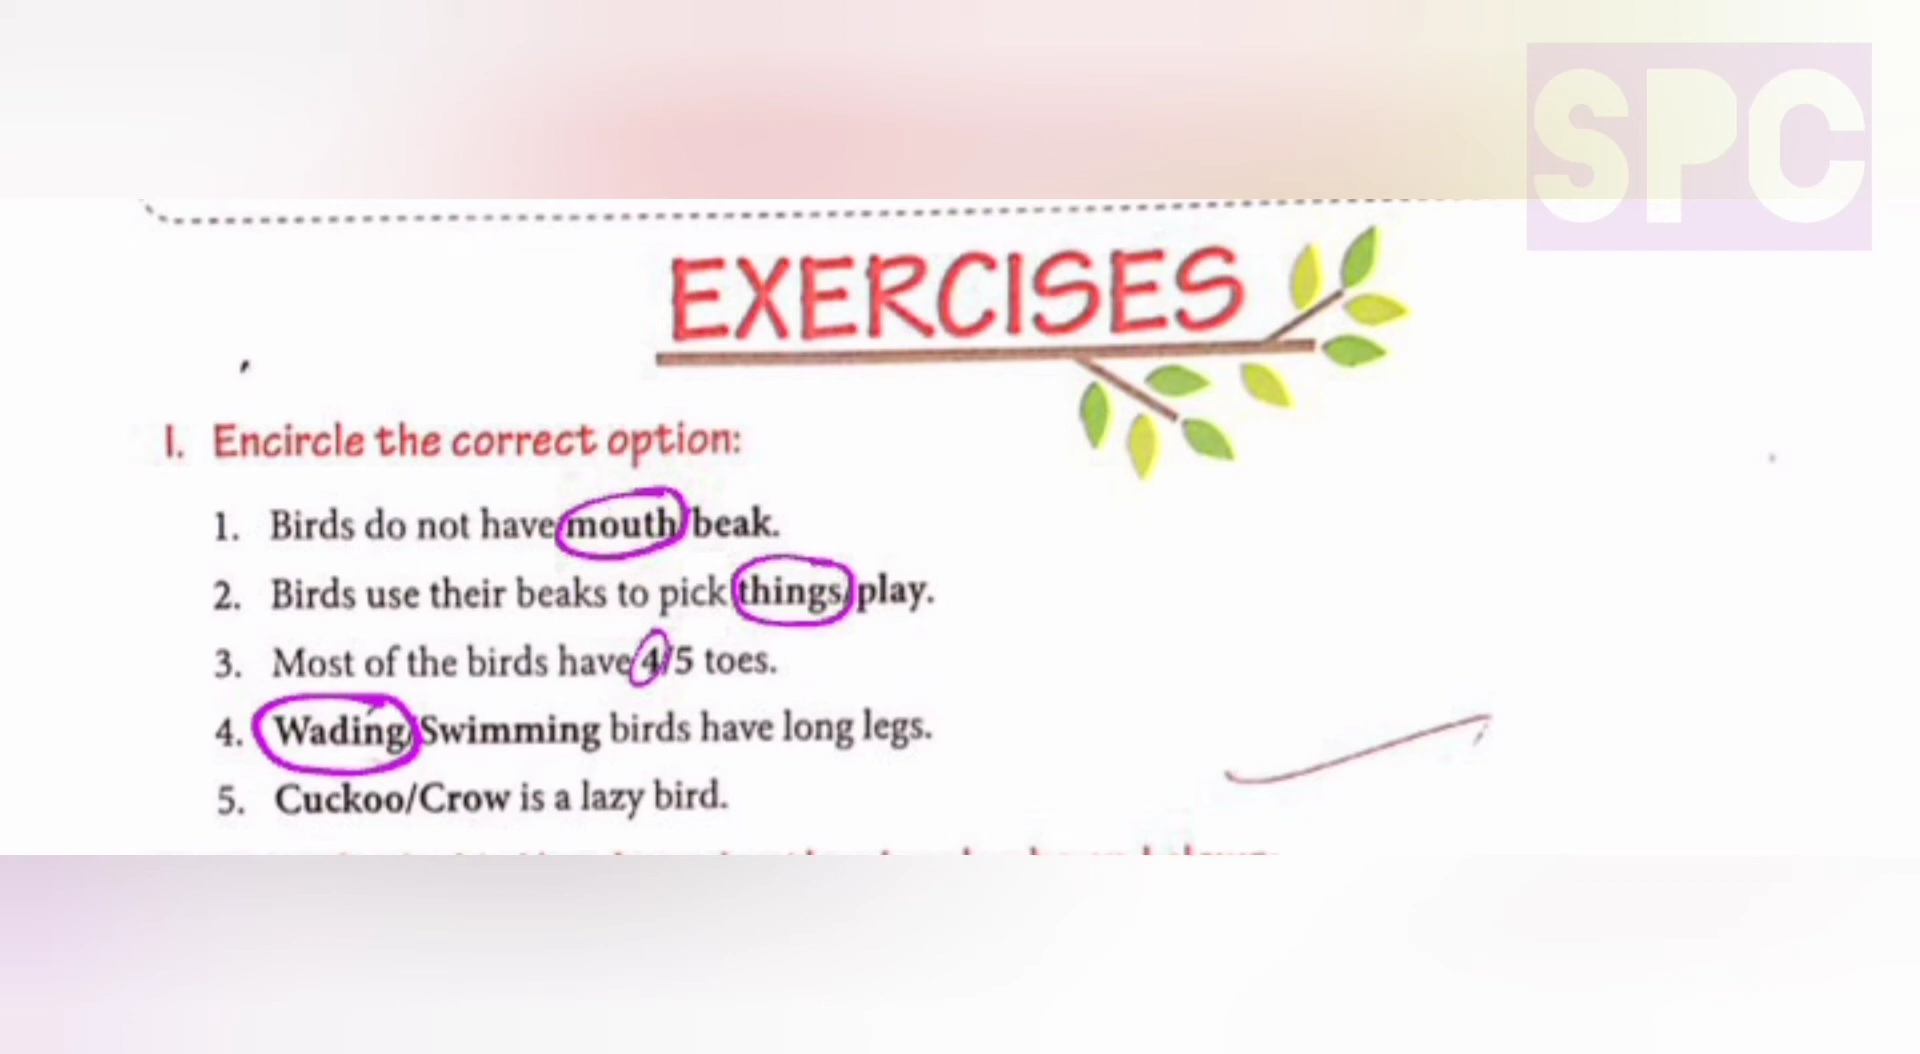 SPC
EXERCISES
I. Encircle the correct option:
1. Birds do not have mouth/beak.
2. Birds use their beaks to pick things/play.
3. Most of the birds have 4/5 toes.
4. Wading/Swimming birds have long legs.
5. Cuckoo/Crow is a lazy bird.